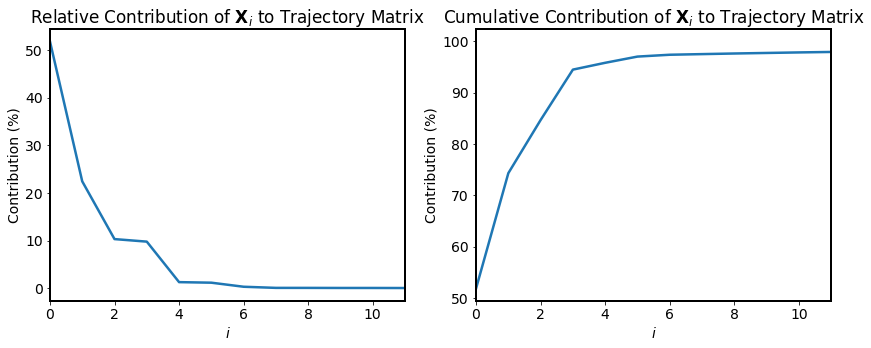 Relative Contribution of Xᵢ to Trajectory Matrix
Contribution (%)
50
40
30
20
10
0
0 2 4 6 8 10
i
Cumulative Contribution of Xᵢ to Trajectory Matrix
Contribution (%)
100
90
80
70
60
50
0 2 4 6 8 10
i